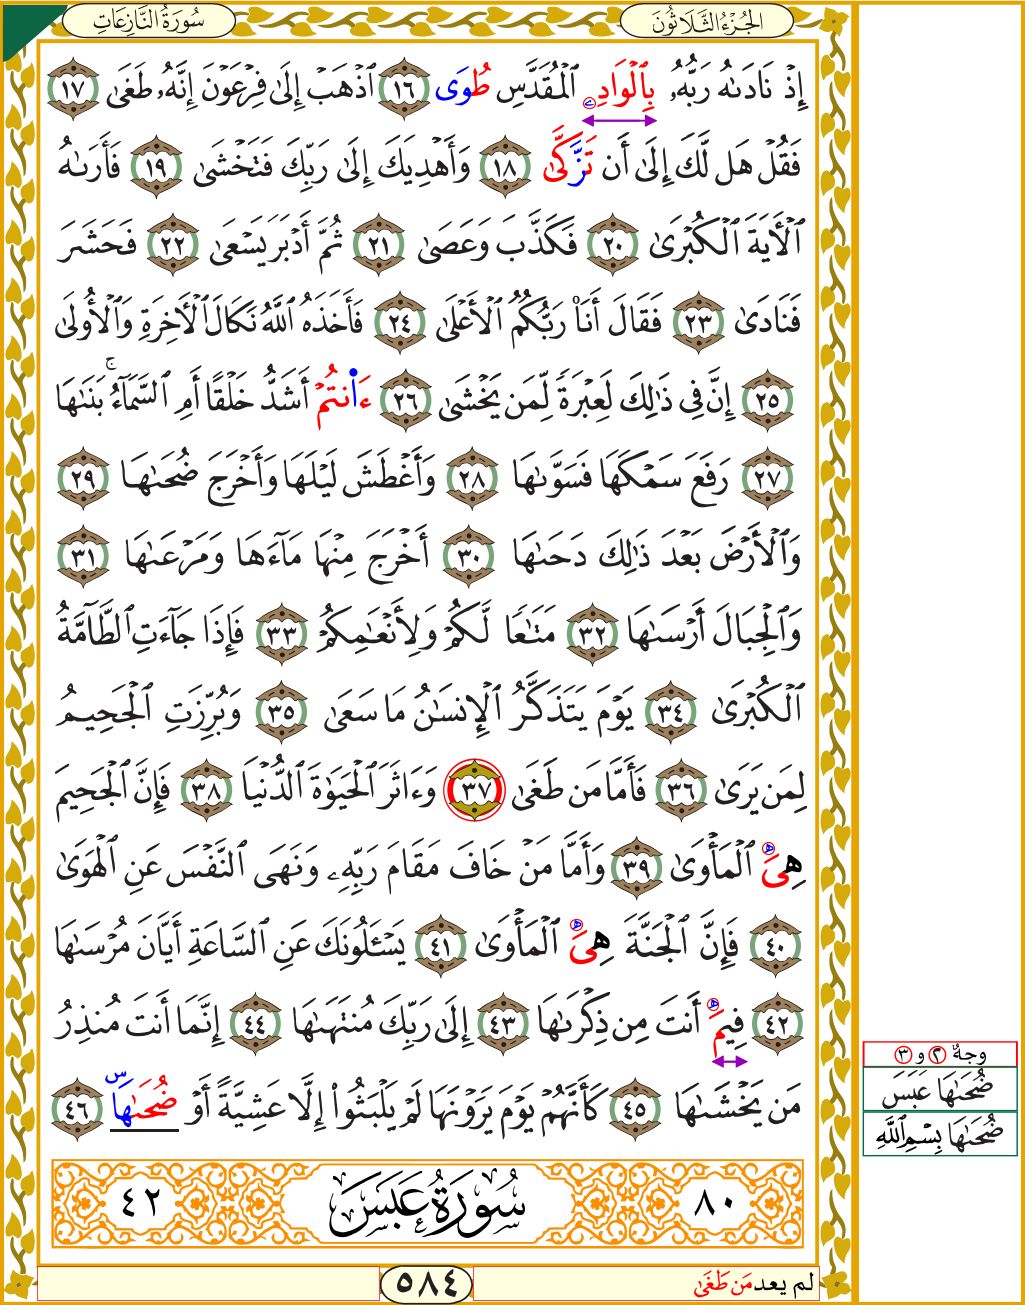 سُورَةُ النَّازِعَاتِ
الجُزْءُ الثَّلَاثُونَ
إِذْ نَادَىٰهُ رَبُّهُۥ بِٱلْوَادِۦ ٱلْمُقَدَّسِ طُوَى ١٦ ٱذْهَبْ إِلَىٰ فِرْعَوْنَ إِنَّهُۥ طَغَىٰ ١٧
فَقُلْ هَل لَّكَ إِلَىٰٓ أَن تَزَّكَّىٰ ١٨ وَأَهْدِيَكَ إِلَىٰ رَبِّكَ فَتَخْشَىٰ ١٩ فَأَرَىٰهُ
ٱلْأٓيَةَ ٱلْكُبْرَىٰ ٢٠ فَكَذَّبَ وَعَصَىٰ ٢١ ثُمَّ أَدْبَرَ يَسْعَىٰ ٢٢ فَحَشَرَ
فَنَادَىٰ ٢٣ فَقَالَ أَنَا۠ رَبُّكُمُ ٱلْأَعْلَىٰ ٢٤ فَأَخَذَهُ ٱللَّهُ نَكَالَ ٱلْأٓخِرَةِ وَٱلْأُولَىٰٓ
٢٥ إِنَّ فِي ذَٰلِكَ لَعِبْرَةً لِّمَن يَخْشَىٰٓ ٢٦ ءَا۬نتُمْ أَشَدُّ خَلْقًا أَمِ ٱلسَّمَآءُ ۚ بَنَىٰهَا
٢٧ رَفَعَ سَمْكَهَا فَسَوَّىٰهَا ٢٨ وَأَغْطَشَ لَيْلَهَا وَأَخْرَجَ ضُحَىٰهَا ٢٩
وَٱلْأَرْضَ بَعْدَ ذَٰلِكَ دَحَىٰهَآ ٣٠ أَخْرَجَ مِنْهَا مَآءَهَا وَمَرْعَىٰهَا ٣١
وَٱلْجِبَالَ أَرْسَىٰهَا ٣٢ مَتَٰعًا لَّكُمْ وَلِأَنْعَٰمِكُمْ ٣٣ فَإِذَا جَآءَتِ ٱلطَّآمَّةُ
ٱلْكُبْرَىٰ ٣٤ يَوْمَ يَتَذَكَّرُ ٱلْإِنسَٰنُ مَا سَعَىٰ ٣٥ وَبُرِّزَتِ ٱلْجَحِيمُ
لِمَن يَرَىٰ ٣٦ فَأَمَّا مَن طَغَىٰ ٣٧ وَءَاثَرَ ٱلْحَيَوٰةَ ٱلدُّنْيَا ٣٨ فَإِنَّ ٱلْجَحِيمَ
هِيَ ٱلْمَأْوَىٰ ٣٩ وَأَمَّا مَنْ خَافَ مَقَامَ رَبِّهِۦ وَنَهَى ٱلنَّفْسَ عَنِ ٱلْهَوَىٰ
٤٠ فَإِنَّ ٱلْجَنَّةَ هِيَ ٱلْمَأْوَىٰ ٤١ يَسْـَٔلُونَكَ عَنِ ٱلسَّاعَةِ أَيَّانَ مُرْسَىٰهَا
٤٢ فِيمَ أَنتَ مِن ذِكْرَىٰهَآ ٤٣ إِلَىٰ رَبِّكَ مُنتَهَىٰهَآ ٤٤ إِنَّمَآ أَنتَ مُنذِرُ
مَن يَخْشَىٰهَا ٤٥ كَأَنَّهُمْ يَوْمَ يَرَوْنَهَا لَمْ يَلْبَثُوٓا۟ إِلَّا عَشِيَّةً أَوْ ضُحَىٰهَا ٤٦
وجهٌ ٢ و ٣
ضُحَىٰهَا عَبَسَ
ضُحَىٰهَا بِسْمِ ٱللَّهِ
٨٠ سُورَةُ عَبَسَ ٤٢
لم يعد مَن طَغَىٰ
٥٨٤